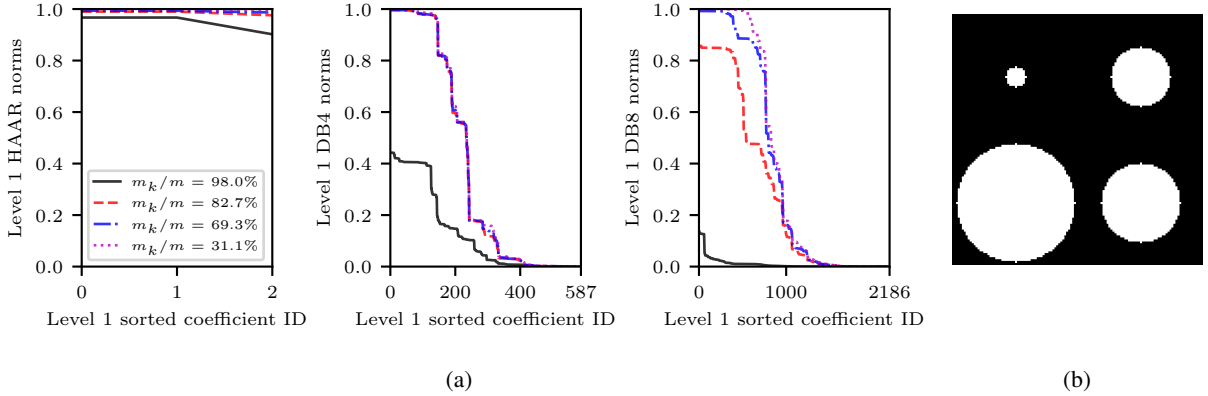 Level 1 HAAR norms
1.0
0.8
0.6
0.4
0.2
0.0
m_k/m = 98.0%
m_k/m = 82.7%
m_k/m = 69.3%
m_k/m = 31.1%
0 1 2
Level 1 sorted coefficient ID
Level 1 DB4 norms
1.0
0.8
0.6
0.4
0.2
0.0
0 200 400 587
Level 1 sorted coefficient ID
Level 1 DB8 norms
1.0
0.8
0.6
0.4
0.2
0.0
0 1000 2186
Level 1 sorted coefficient ID
(a)
(b)